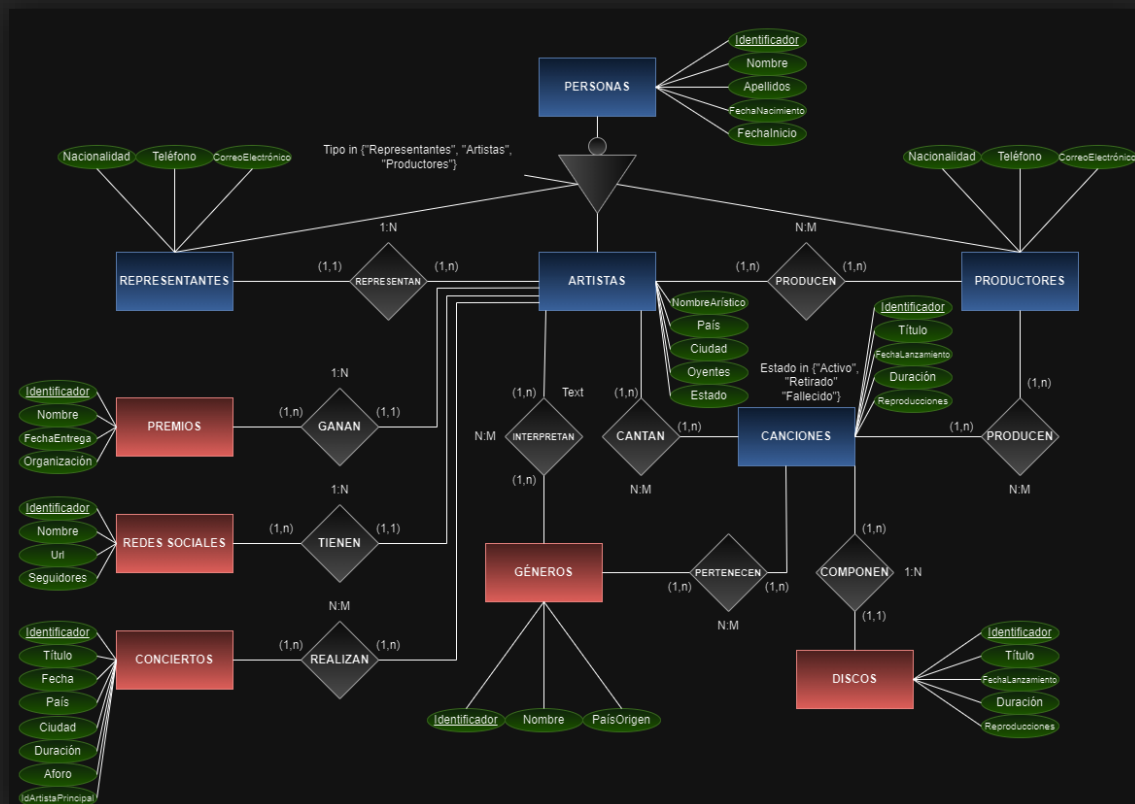 Identificador
Nombre
Apellidos
FechaNacimiento
FechaInicio
PERSONAS
Tipo in {"Representantes", "Artistas",
"Productores"}
Nacionalidad
Teléfono
CorreoElectrónico
Nacionalidad
Teléfono
CorreoElectrónico
1:N
N:M
REPRESENTANTES
(1,1)
REPRESENTAN
(1,n)
ARTISTAS
(1,n)
PRODUCEN
(1,n)
PRODUCTORES
NombreArístico
País
Ciudad
Oyentes
Estado
Identificador
Título
FechaLanzamiento
Duración
Reproducciones
Estado in {"Activo",
"Retirado"
"Fallecido"}
Identificador
Nombre
FechaEntrega
Organización
PREMIOS
1:N
(1,n)
GANAN
(1,1)
(1,n)
Text
N:M
INTERPRETAN
(1,n)
(1,n)
CANTAN
(1,n)
N:M
CANCIONES
(1,n)
(1,n)
PRODUCEN
N:M
Identificador
Nombre
Url
Seguidores
REDES SOCIALES
1:N
(1,n)
TIENEN
(1,1)
GÉNEROS
(1,n)
PERTENECEN
(1,n)
N:M
(1,n)
COMPONEN
1:N
(1,1)
Identificador
Título
Fecha
País
Ciudad
Duración
Aforo
IdArtistaPrincipal
CONCIERTOS
N:M
(1,n)
REALIZAN
(1,n)
Identificador
Nombre
PaísOrigen
DISCOS
Identificador
Título
FechaLanzamiento
Duración
Reproducciones